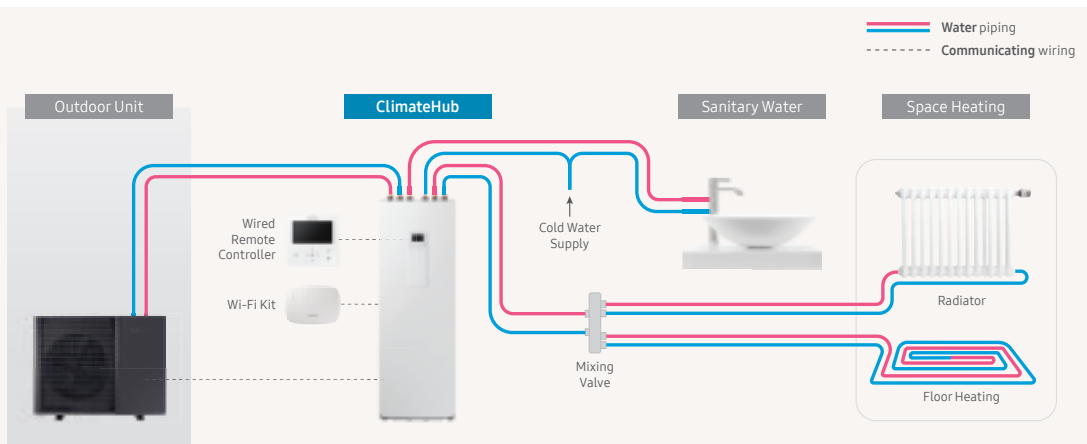 Water piping
Communicating wiring
Outdoor Unit
ClimateHub
Sanitary Water
Space Heating
Wired
Remote
Controller
Cold Water
Supply
Wi-Fi Kit
Radiator
Mixing
Valve
Floor Heating